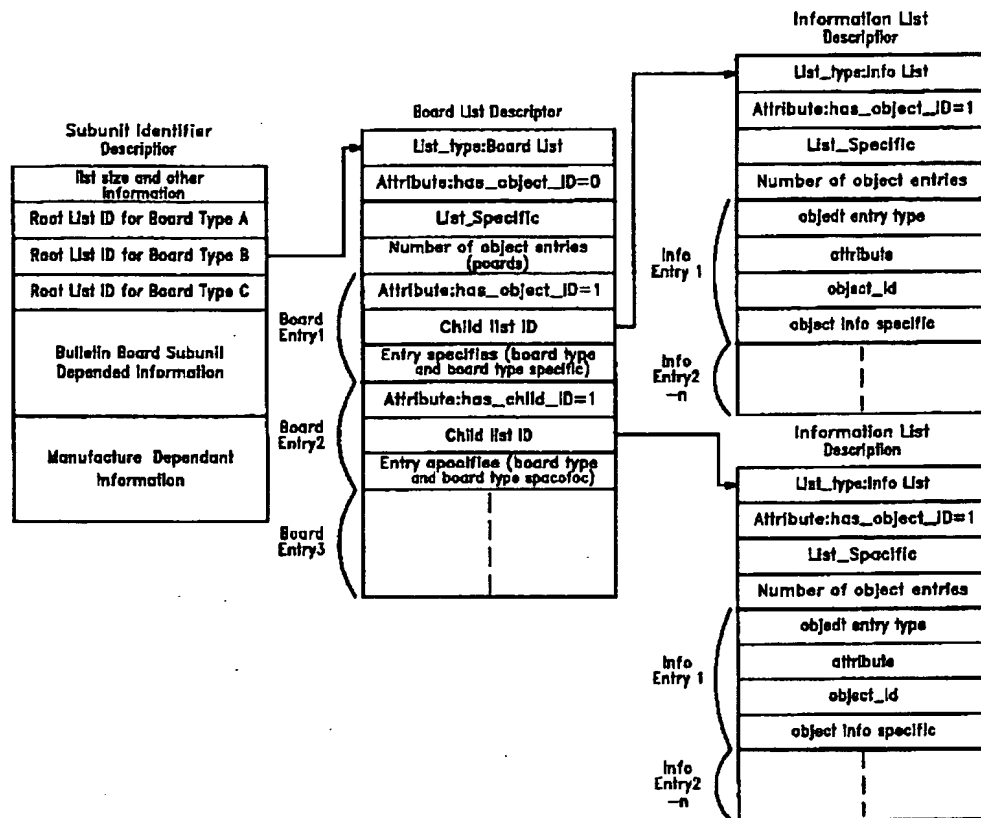 Subunit Identifier
Description
list size and other
information
Root List ID for Board Type A
Root List ID for Board Type B
Root List ID for Board Type C
Bulletin Board Subunit
Depended Information
Manufacture Dependant
Information
Board List Descriptor
List_type:Board List
Attribute:has_object_ID=0
List_Specific
Number of object entries
(poards)
Attribute:has_object_ID=1
Child list ID
Entry specifies (board type
and board type specific)
Attribute:has_child_ID=1
Child list ID
Entry apoalfiee (board type
and board type spacofoc)
Board
Entry1
Board
Entry2
Board
Entry3
Information List
Description
List_type:Info List
Attribute:has_object_ID=1
List_Specific
Number of object entries
objedt entry type
attribute
object_id
object info specific
Info
Entry 1
Info
Entry2
-n
Information List
Description
List_type:Info List
Attribute:has_object_ID=1
List_Spacific
Number of object entries
objedt entry type
attribute
object_id
object info specific
Info
Entry 1
Info
Entry2
-n